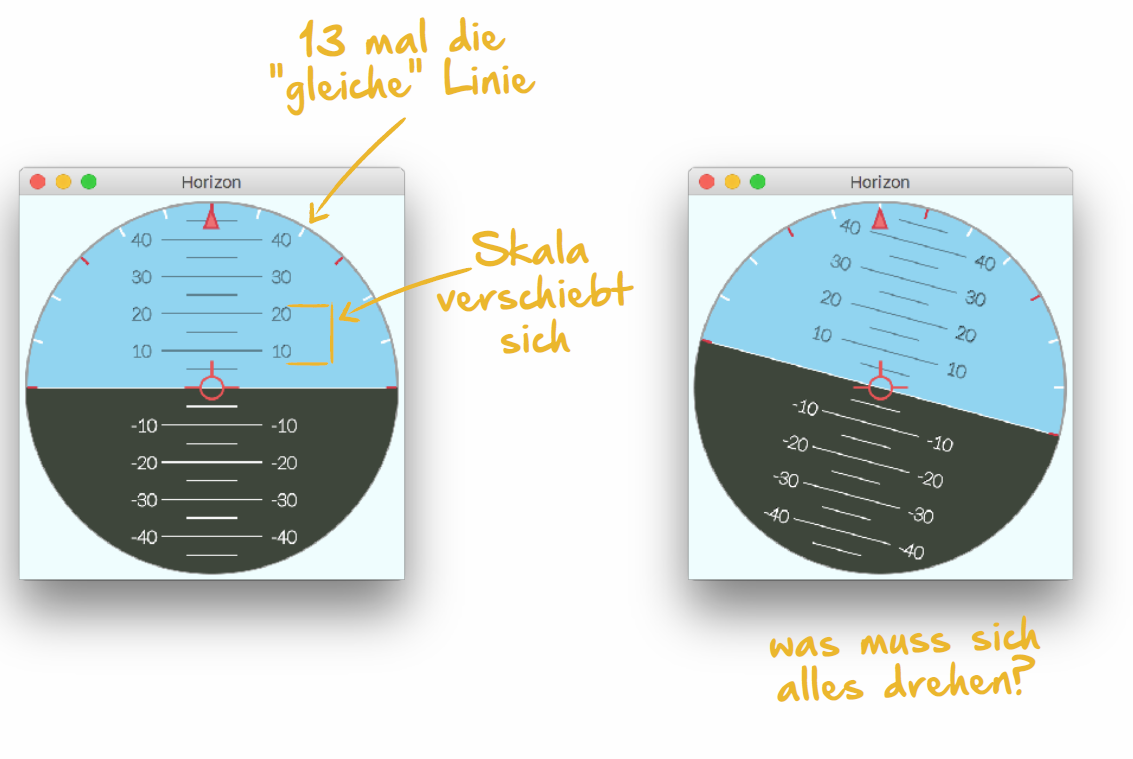 13 mal die
"gleiche" Linie
Horizon
40 40
30 30
20 20
10 10
-10 -10
-20 -20
-30 -30
-40 -40
Skala
verschiebt
sich
Horizon
40 40
30 30
20 20
10 10
-10 -10
-20 -20
-30 -30
-40 -40
was muss sich
alles drehen?